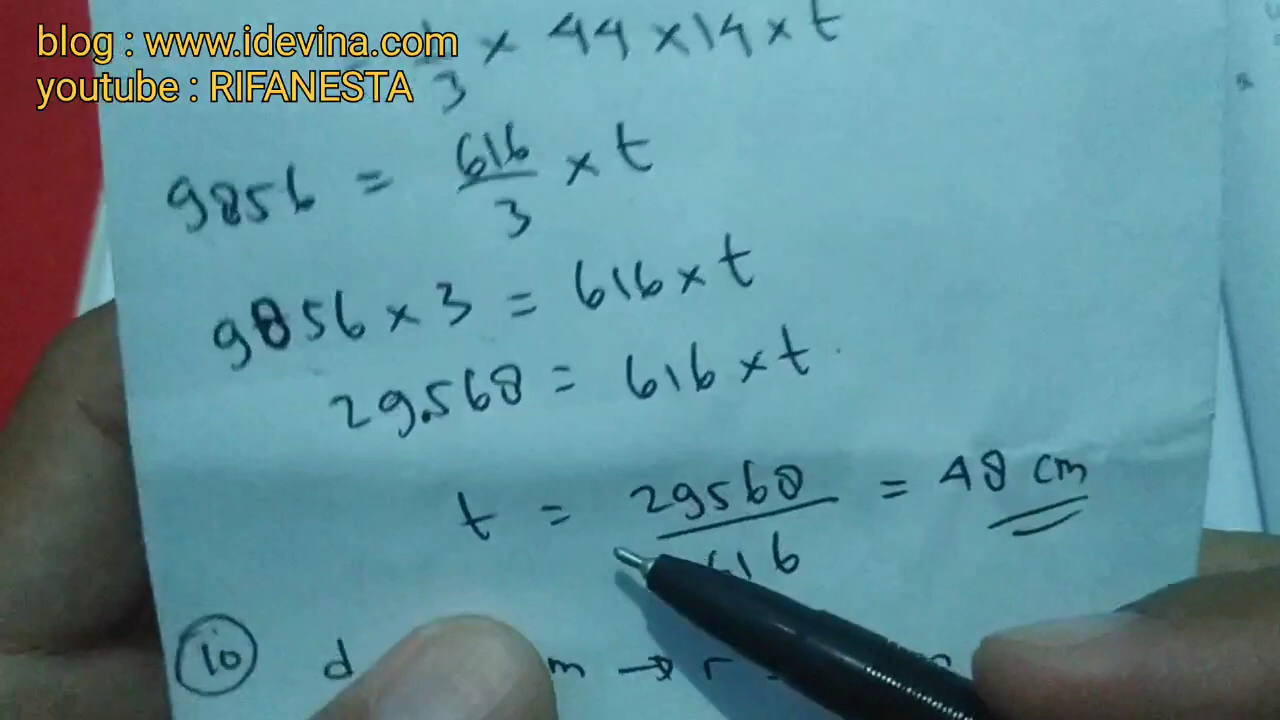 blog : www.idevina.com
youtube : RIFANESTA
3 × 44 × 14 × t
9856 = 616/3 × t
9856 × 3 = 616 × t
29.568 = 616 × t
t = 29568/616 = 48 cm
10 d m → r